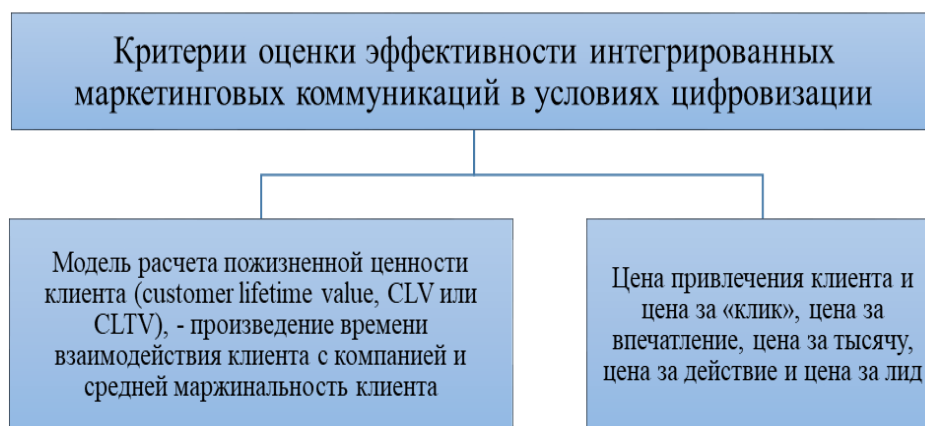 Критерии оценки эффективности интегрированных
маркетинговых коммуникаций в условиях цифровизации
Модель расчета пожизненной ценности
клиента (customer lifetime value, CLV или
CLTV), - произведение времени
взаимодействия клиента с компанией и
средней маржинальность клиента
Цена привлечения клиента и
цена за «клик», цена за
впечатление, цена за тысячу,
цена за действие и цена за лид